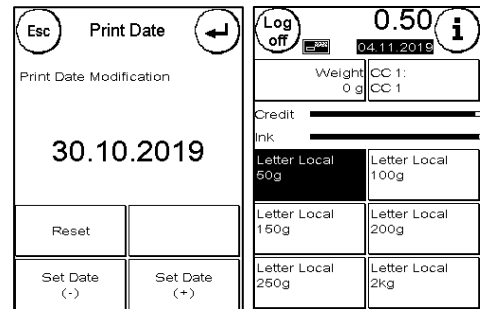 Esc
Print Date
Print Date Modification
30.10.2019
Reset
Set Date
(-)
Set Date
(+)
Log
off
0.50
i
04.11.2019
Weight
0 g
CC 1:
CC 1
Credit
Ink
Letter Local
50g
Letter Local
100g
Letter Local
150g
Letter Local
200g
Letter Local
250g
Letter Local
2kg